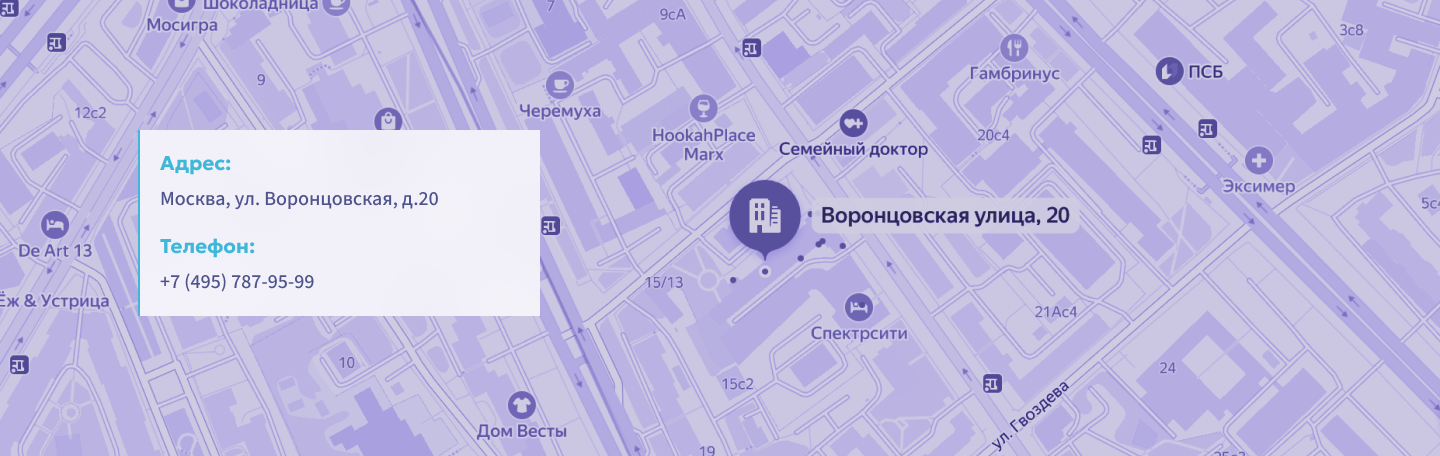 Шоколадница
Мосигра
7
9сА
3с8
Гамбринус
ПСБ
9
12с2
Черемуха
HookahPlace
Marx
Семейный доктор
20с4
Эксимер
Адрес:
Москва, ул. Воронцовская, д.20
Телефон:
+7 (495) 787-95-99
Воронцовская улица, 20
5с4
De Art 13
15/13
Ёж & Устрица
Спектрсити
21Ас4
10
15с2
24
ул. Гвоздева
Дом Весты
19